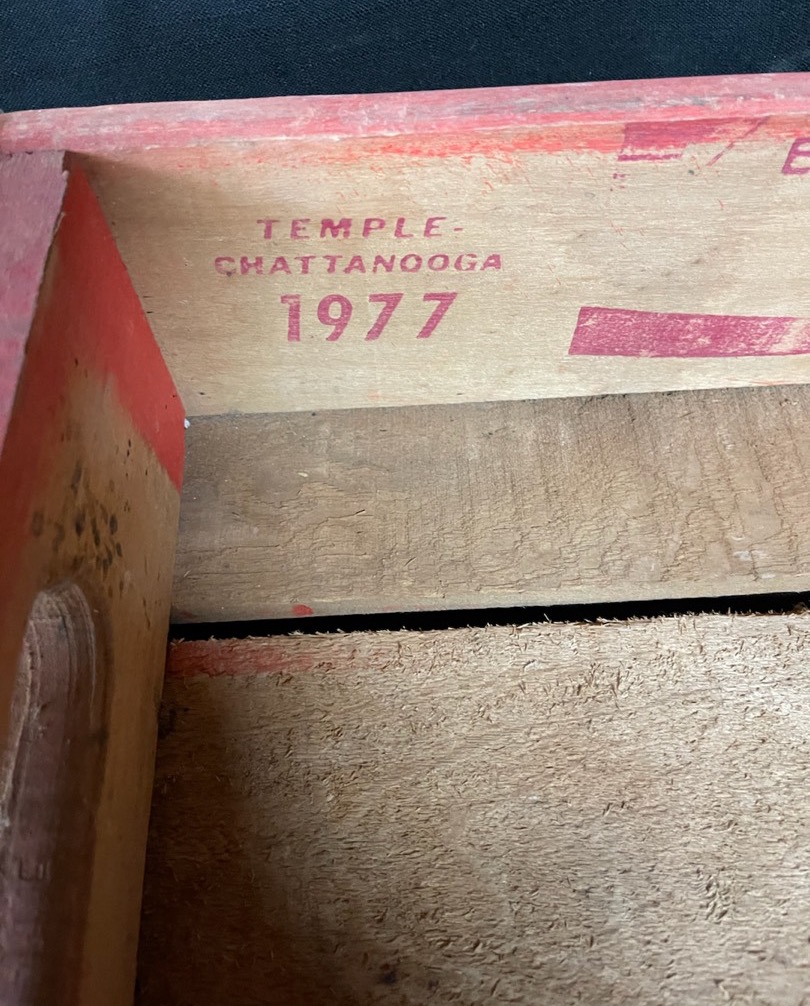 E
TEMPLE-
CHATTANOOGA
1977